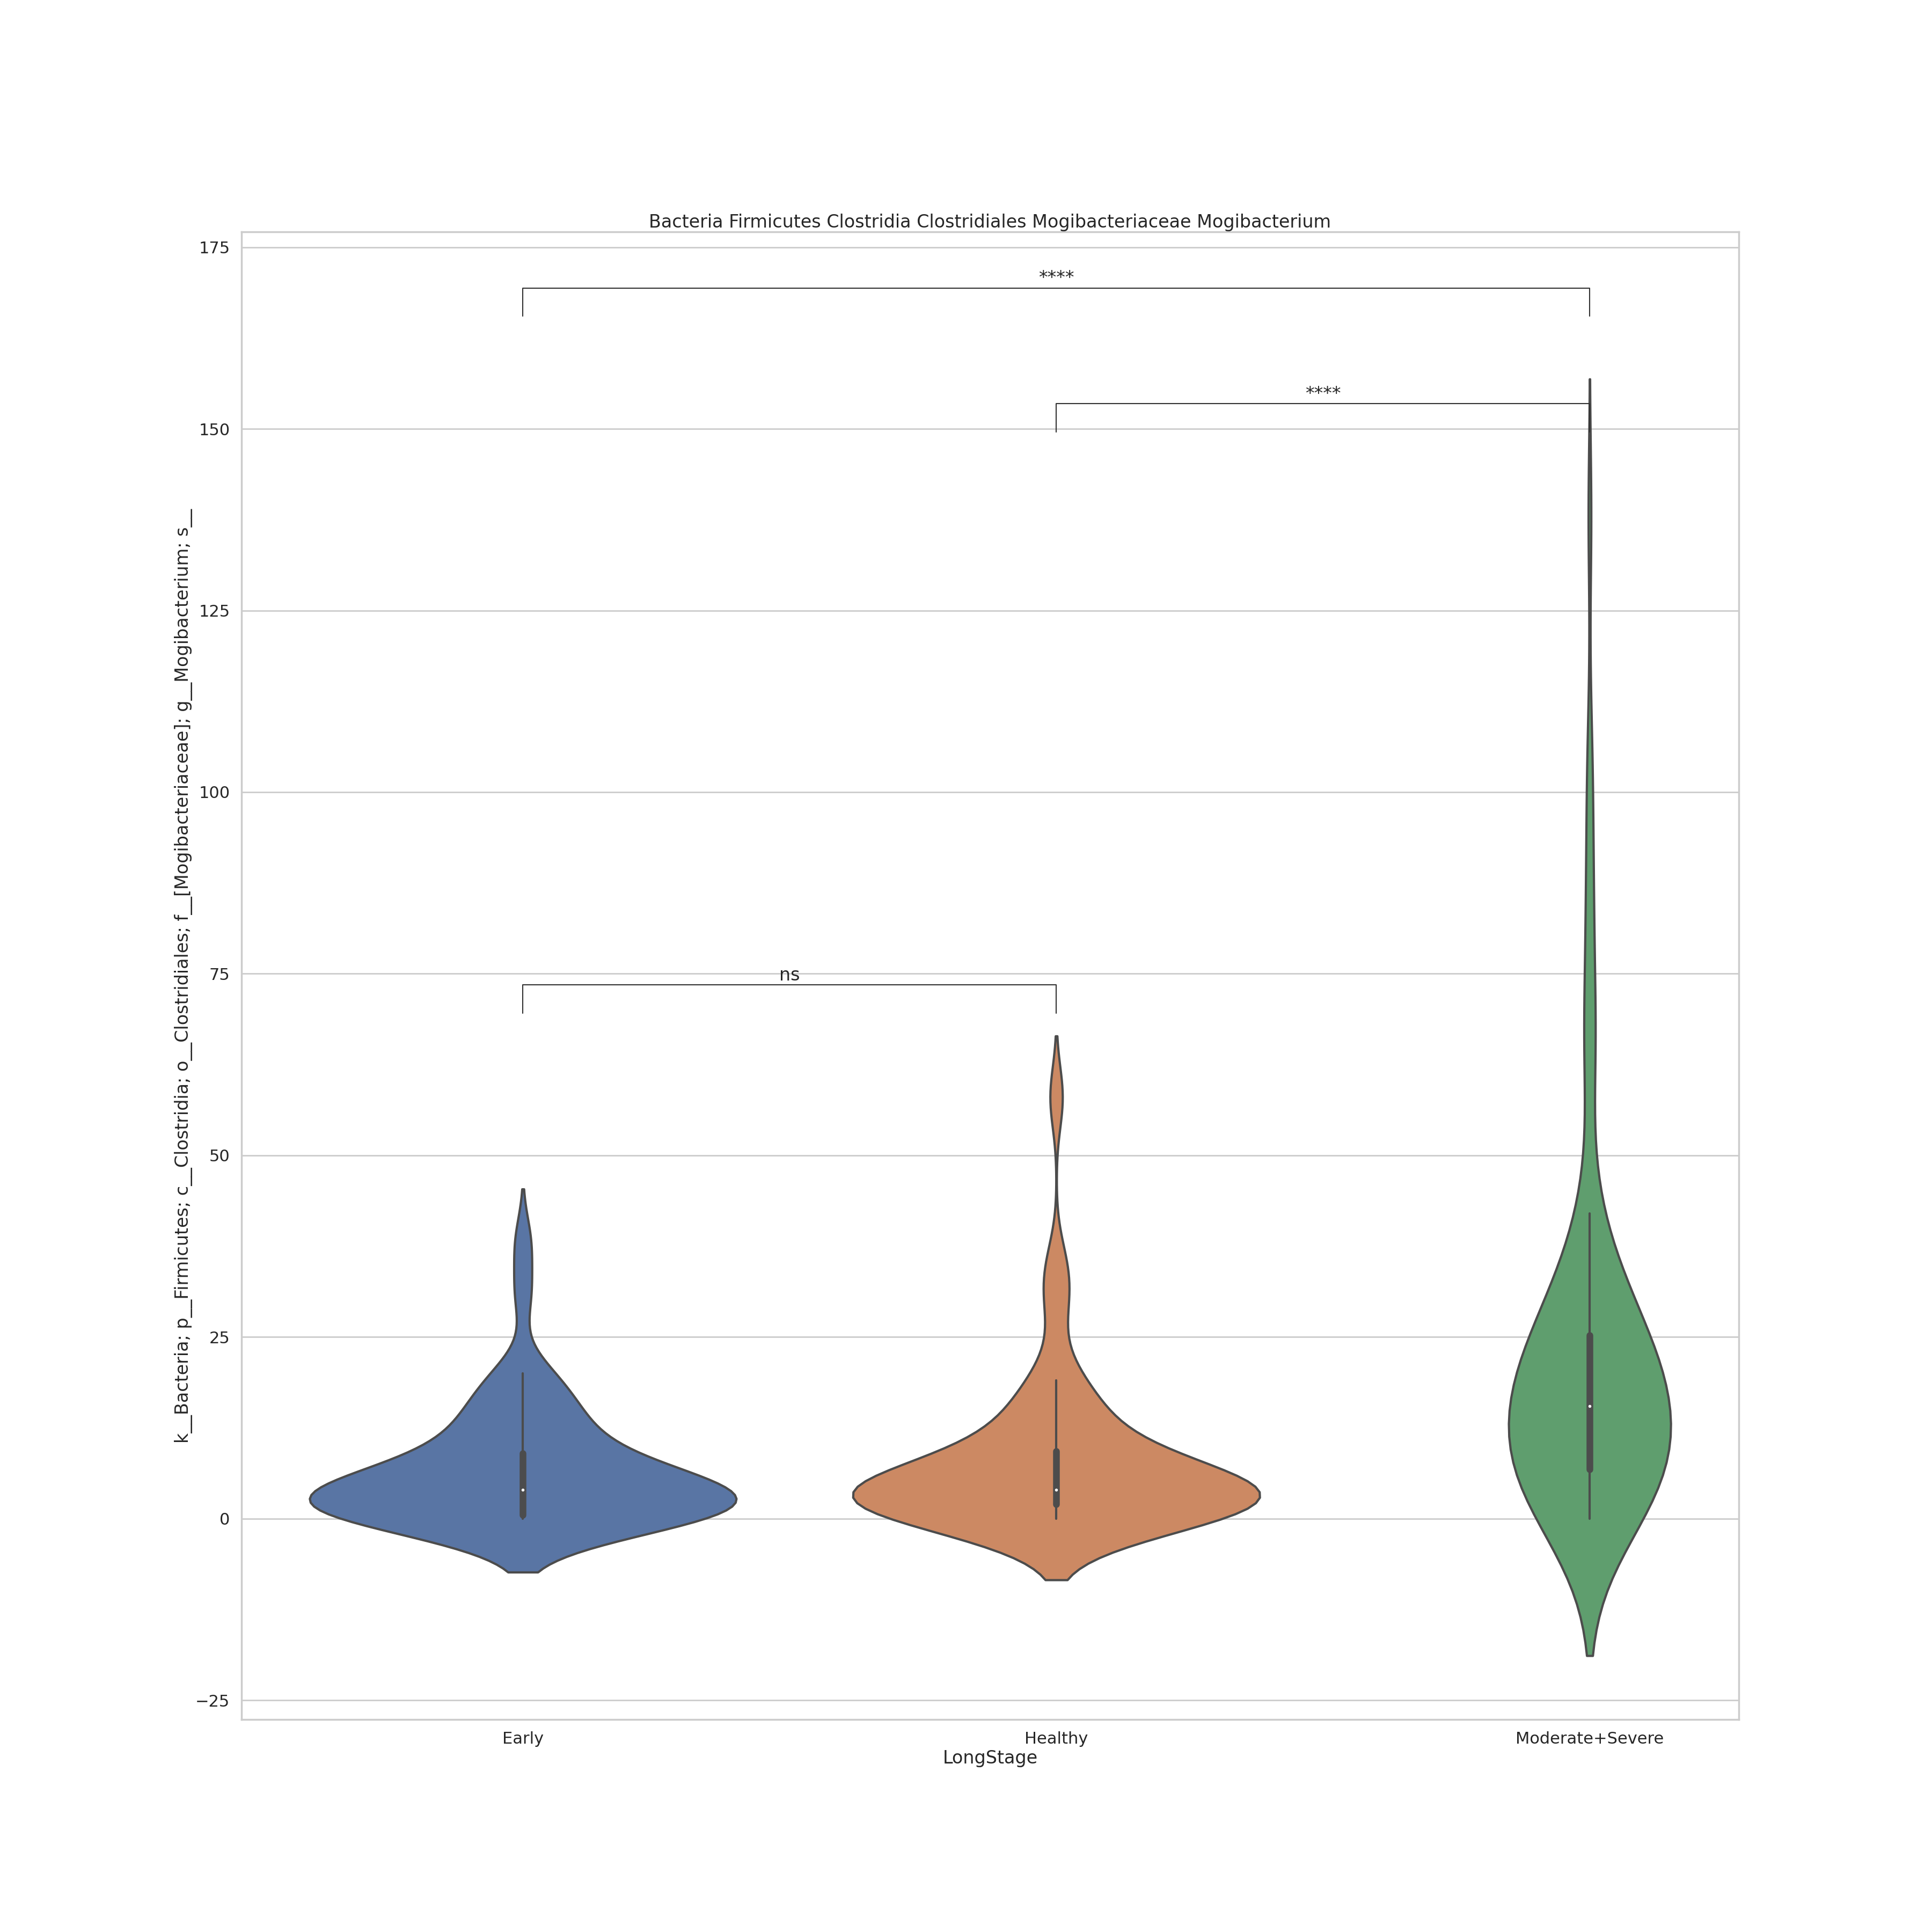 Bacteria Firmicutes Clostridia Clostridiales Mogibacteriaceae Mogibacterium
k__Bacteria; p__Firmicutes; c__Clostridia; o__Clostridiales; f__[Mogibacteriaceae]; g__Mogibacterium; s__
175
150
125
100
75
50
25
0
−25
****
****
ns
Early
Healthy
Moderate+Severe
LongStage